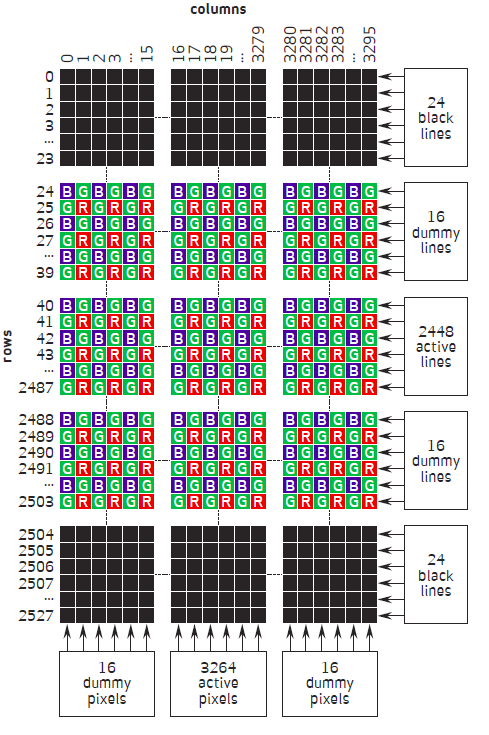 columns
0 1 2 3 ... 15 16 17 18 19 ... 3279 3280 3281 3282 3283 ... 3295
rows
0
1
2
3
...
23
24 black lines
24 B G B G B G B G B G B G B G B G B G
25 G R G R G R G R G R G R G R G R G R
26 B G B G B G B G B G B G B G B G B G
27 G R G R G R G R G R G R G R G R G R
... B G B G B G B G B G B G B G B G B G
39 G R G R G R G R G R G R G R G R G R
16 dummy lines
40 B G B G B G B G B G B G B G B G B G
41 G R G R G R G R G R G R G R G R G R
42 B G B G B G B G B G B G B G B G B G
43 G R G R G R G R G R G R G R G R G R
... B G B G B G B G B G B G B G B G B G
2487 G R G R G R G R G R G R G R G R G R
2448 active lines
2488 B G B G B G B G B G B G B G B G B G
2489 G R G R G R G R G R G R G R G R G R
2490 B G B G B G B G B G B G B G B G B G
2491 G R G R G R G R G R G R G R G R G R
... B G B G B G B G B G B G B G B G B G
2503 G R G R G R G R G R G R G R G R G R
16 dummy lines
2504
2505
2506
2507
...
2527
24 black lines
16 dummy pixels
3264 active pixels
16 dummy pixels